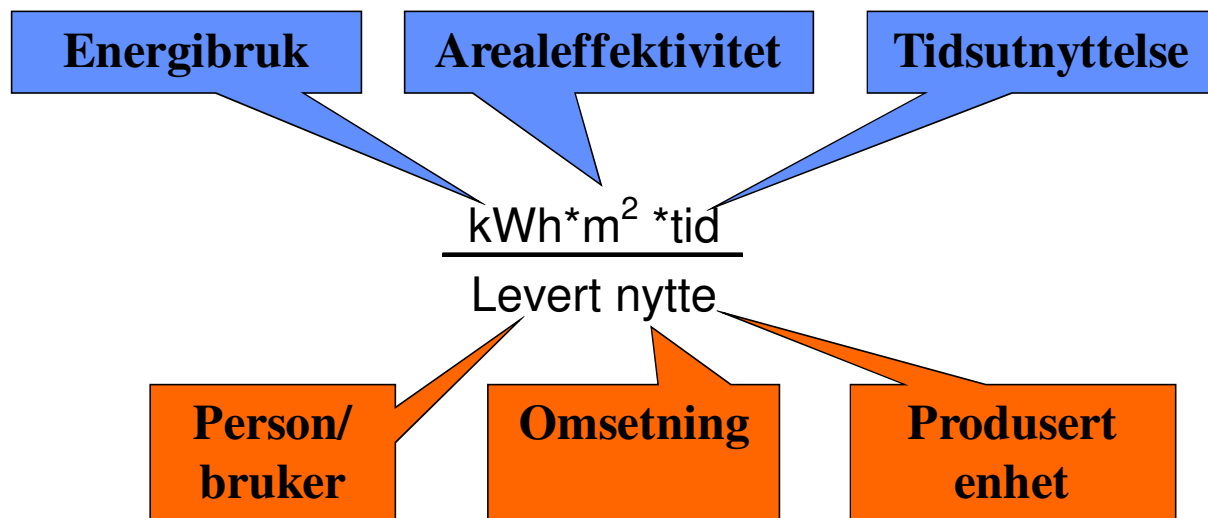 Energibruk
Arealeffektivitet
Tidsutnyttelse
kWh*m² *tid
Levert nytte
Person/
bruker
Omsetning
Produsert
enhet